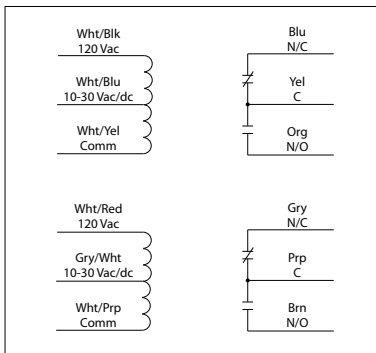 Wht/Blk
120 Vac
Wht/Blu
10-30 Vac/dc
Wht/Yel
Comm
Blu
N/C
Yel
C
Org
N/O
Wht/Red
120 Vac
Gry/Wht
10-30 Vac/dc
Wht/Prp
Comm
Gry
N/C
Prp
C
Brn
N/O